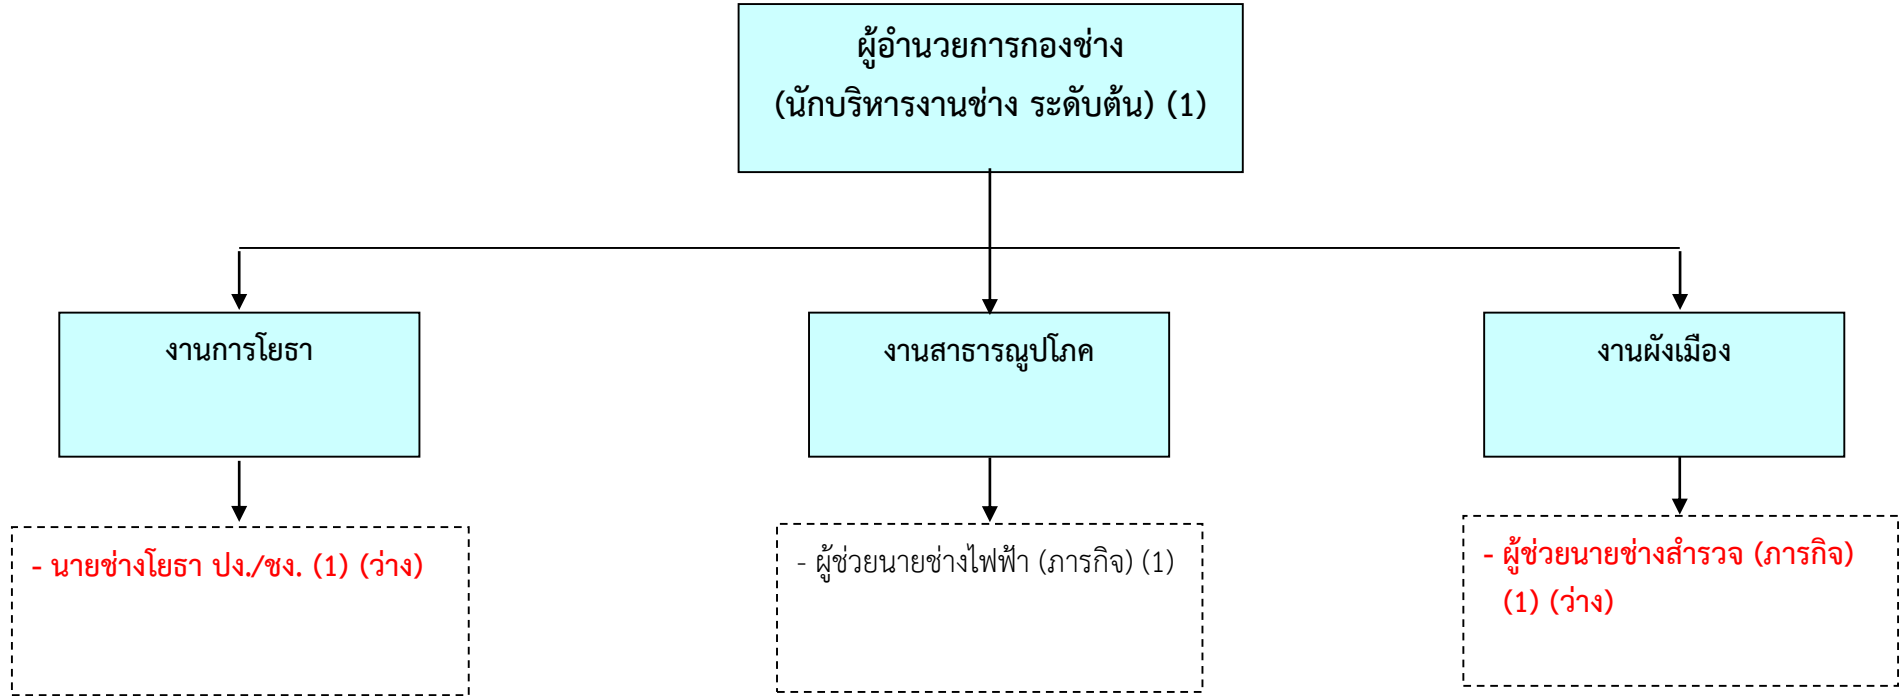 ผู้อำนวยการกองช่าง
(นักบริหารงานช่าง ระดับต้น) (1)
งานการโยธา
งานสาธารณูปโภค
งานผังเมือง
- นายช่างโยธา ปง./ชง. (1) (ว่าง)
- ผู้ช่วยนายช่างไฟฟ้า (ภารกิจ) (1)
- ผู้ช่วยนายช่างสำรวจ (ภารกิจ)
(1) (ว่าง)